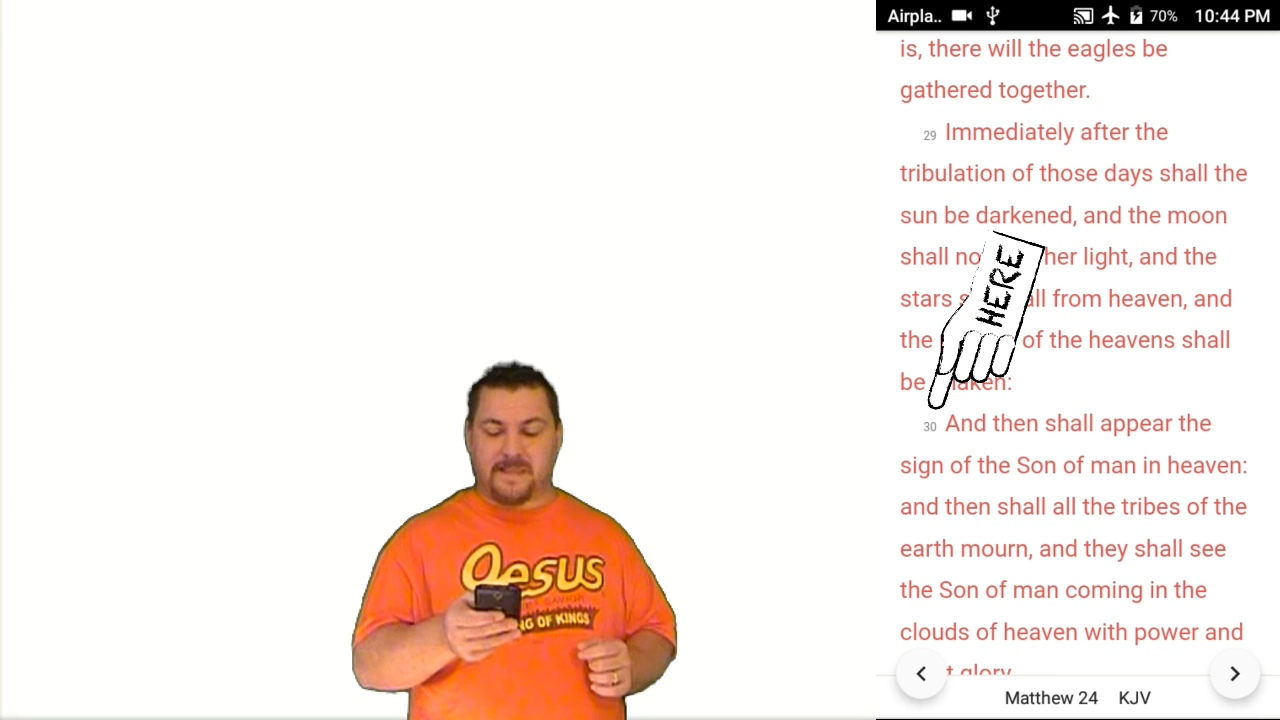 Jesus
NG OF KINGS
Airpla.. 70% 10:44 PM
is, there will the eagles be
gathered together.
29 Immediately after the
tribulation of those days shall the
sun be darkened, and the moon
shall no her light, and the
stars s all from heaven, and
the of the heavens shall
be haken:
HERE
30 And then shall appear the
sign of the Son of man in heaven:
and then shall all the tribes of the
earth mourn, and they shall see
the Son of man coming in the
clouds of heaven with power and
t glory
Matthew 24 KJV